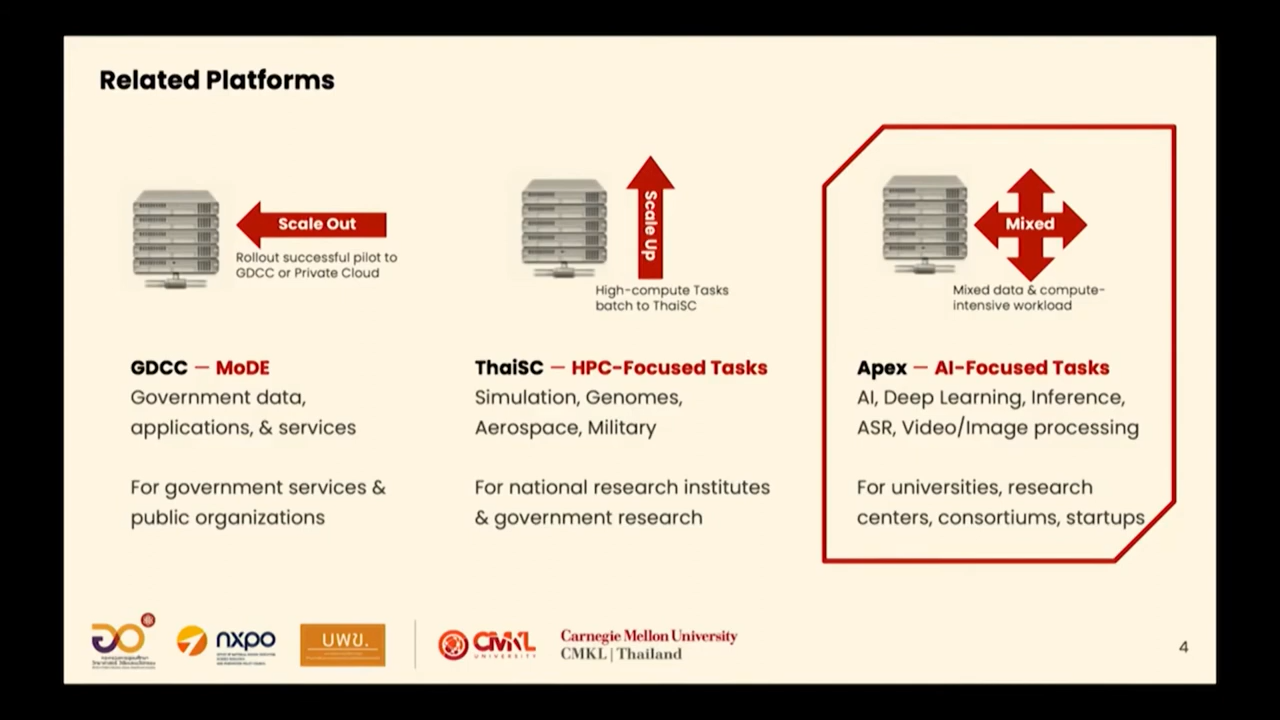 Related Platforms
Scale Out
Rollout successful pilot to
GDCC or Private Cloud
GDCC — MoDE
Government data,
applications, & services
For government services &
public organizations
Scale Up
High-compute Tasks
batch to ThaiSC
ThaiSC — HPC-Focused Tasks
Simulation, Genomes,
Aerospace, Military
For national research institutes
& government research
Mixed
Mixed data & compute-
intensive workload
Apex — AI-Focused Tasks
AI, Deep Learning, Inference,
ASR, Video/Image processing
For universities, research
centers, consortiums, startups
nxpo
บพข.
CMKL
UNIVERSITY
Carnegie Mellon University
CMKL | Thailand
4